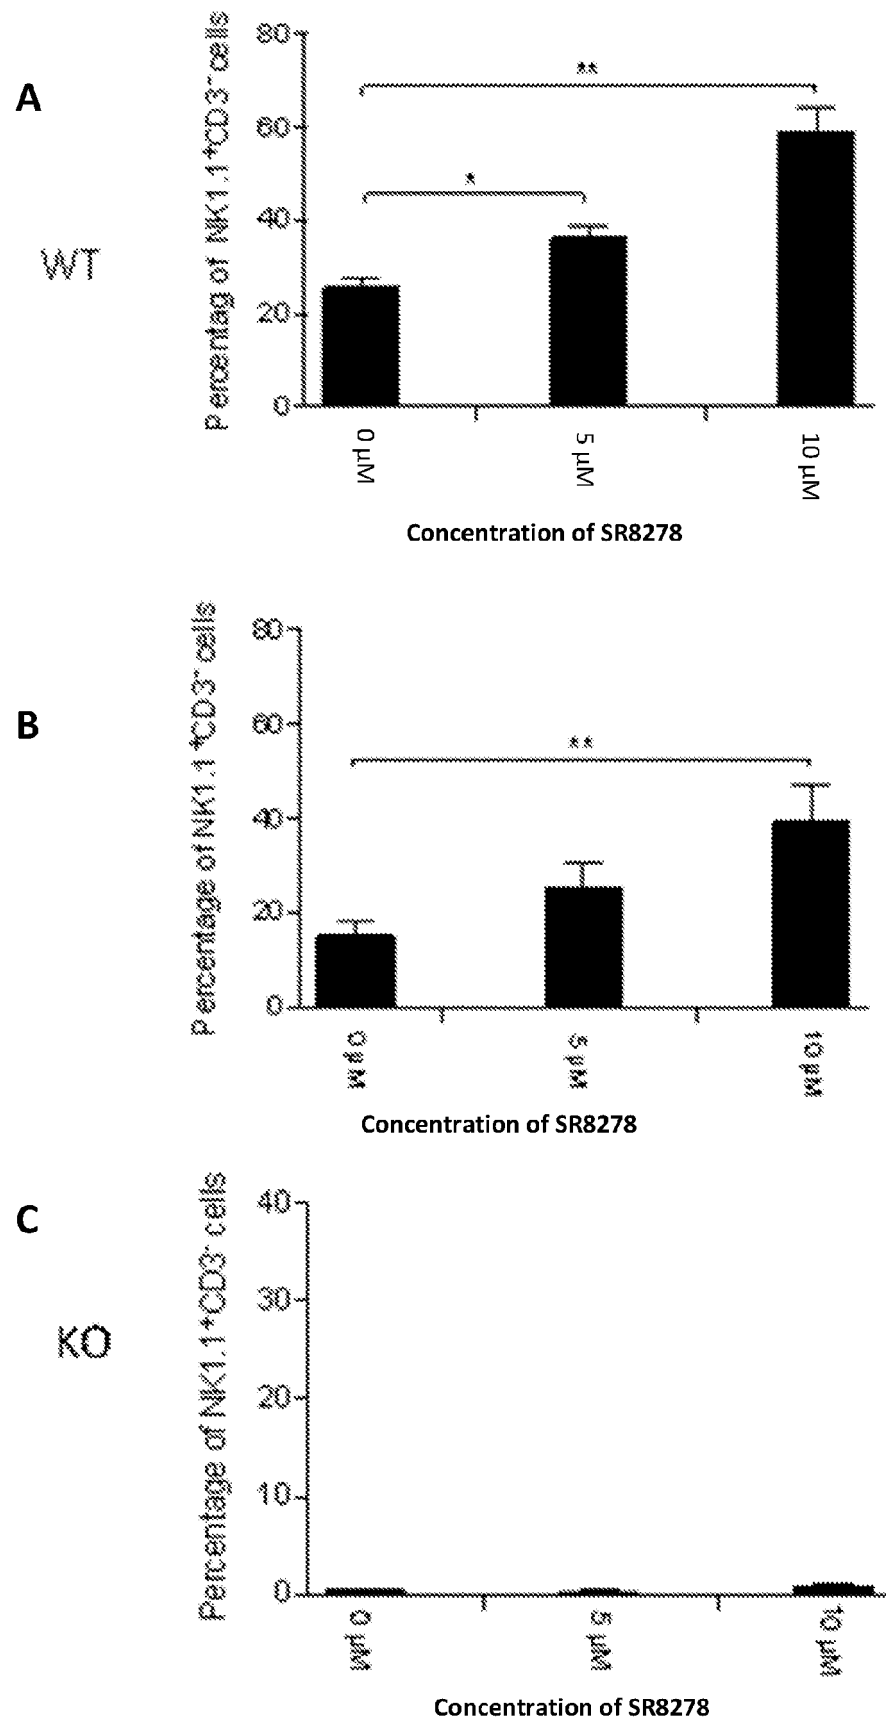 A
WT
Percentag of NK1.1⁺CD3⁻cells
80
60
40
20
0
**
*
0 µM
5 µM
10 µM
Concentration of SR8278
B
Percentage of NK1.1⁺CD3⁻cells
80
60
40
20
0
**
0 µM
5 µM
10 µM
Concentration of SR8278
C
KO
Percentage of NK1.1⁺CD3⁻ cells
40
30
20
10
0
0 µM
5 µM
10 µM
Concentration of SR8278